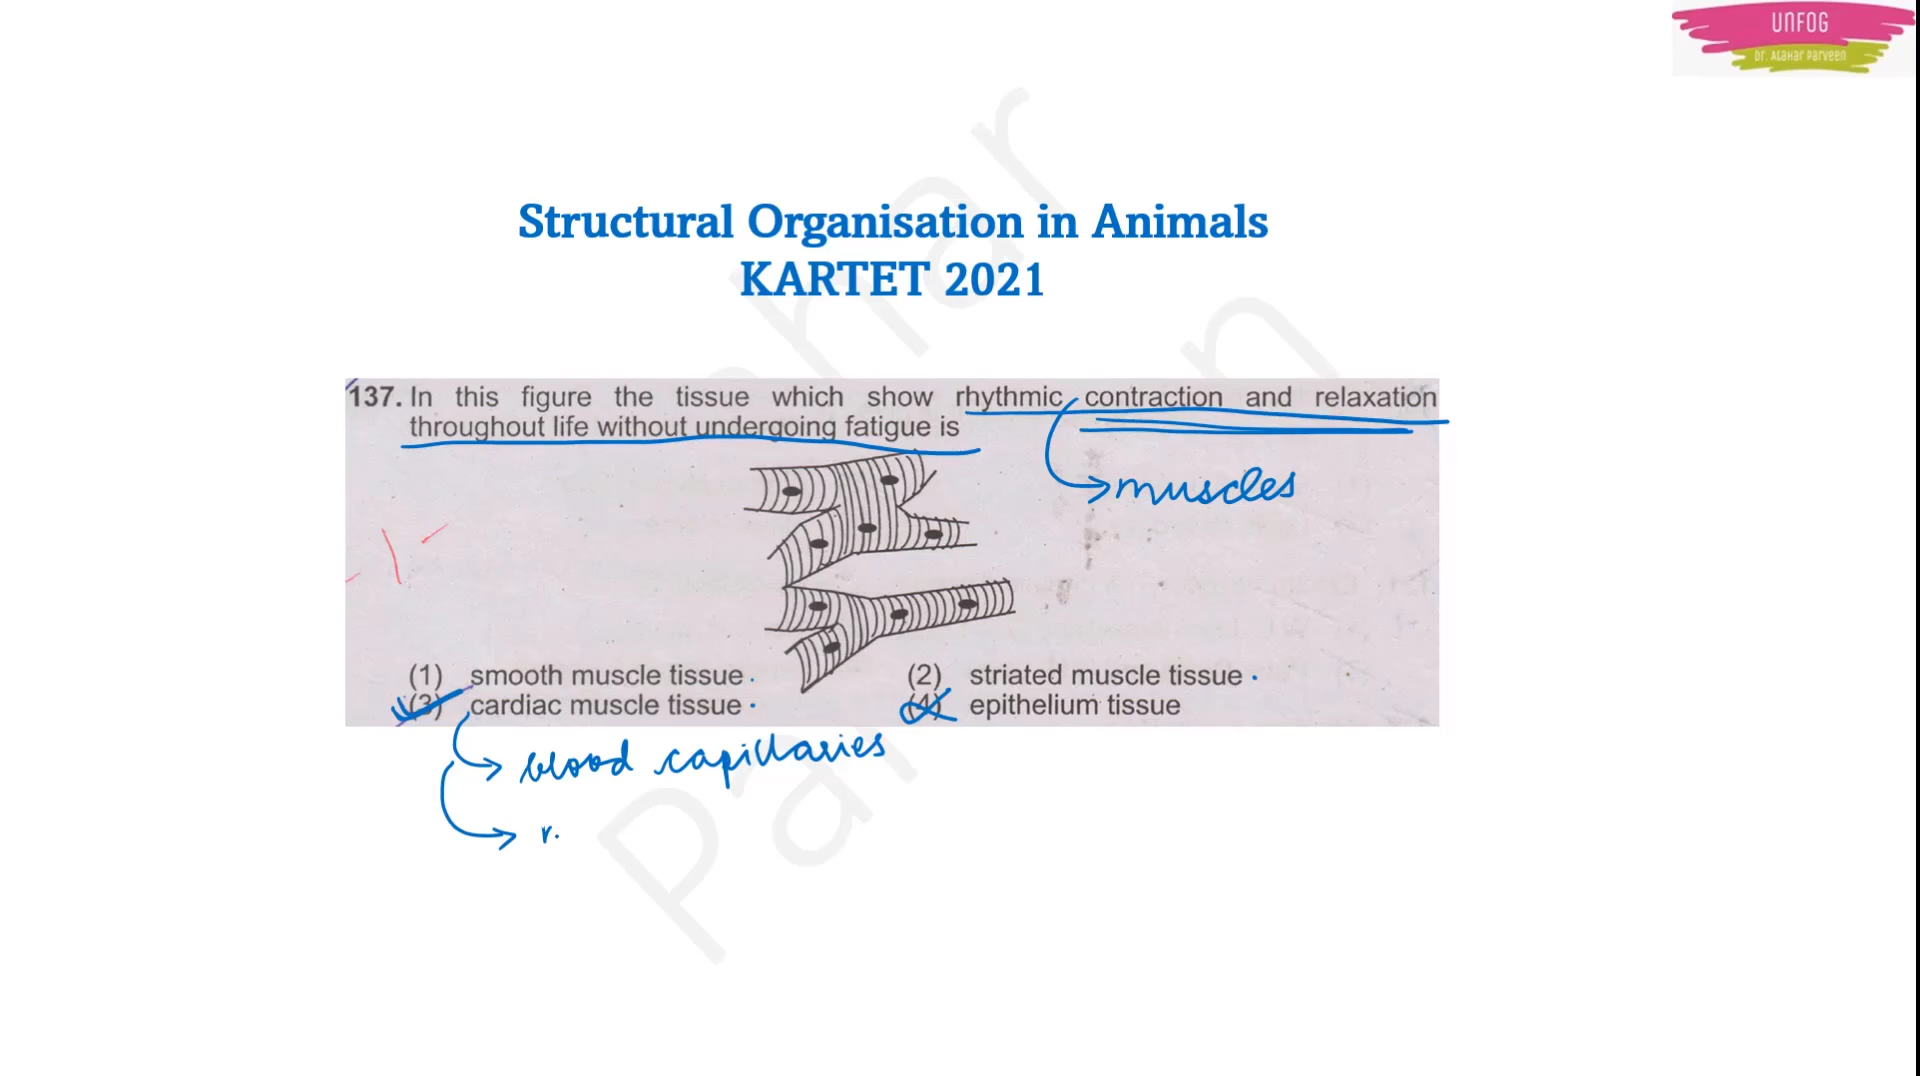 UNFOG
Dr. Atahar Parveen
Structural Organisation in Animals
KARTET 2021
137. In this figure the tissue which show rhythmic contraction and relaxation
throughout life without undergoing fatigue is
muscles
(1) smooth muscle tissue
(2) striated muscle tissue
(3) cardiac muscle tissue
(4) epithelium tissue
blood capillaries